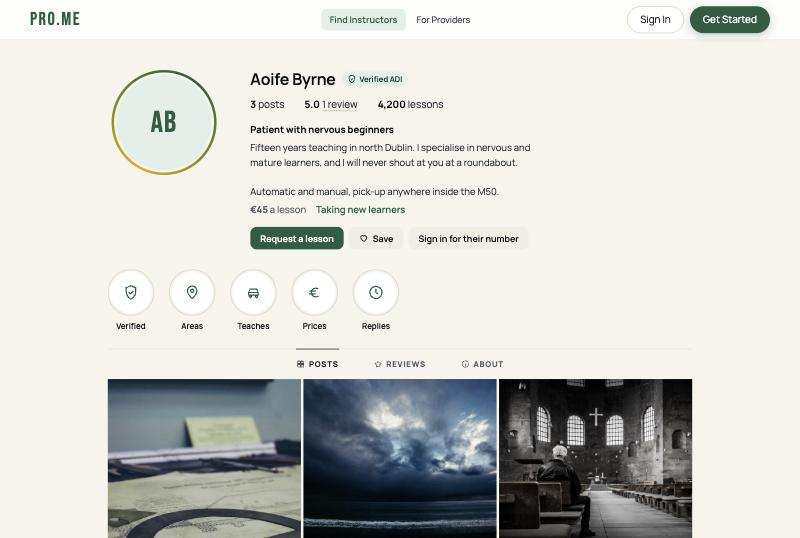 PRO.ME
Find Instructors
For Providers
Sign In
Get Started
AB
Aoife Byrne
Verified ADI
3 posts
5.0 1 review
4,200 lessons
Patient with nervous beginners
Fifteen years teaching in north Dublin. I specialise in nervous and
mature learners, and I will never shout at you at a roundabout.
Automatic and manual, pick-up anywhere inside the M50.
€45 a lesson Taking new learners
Request a lesson
Save
Sign in for their number
Verified
Areas
Teaches
Prices
Replies
POSTS
REVIEWS
ABOUT